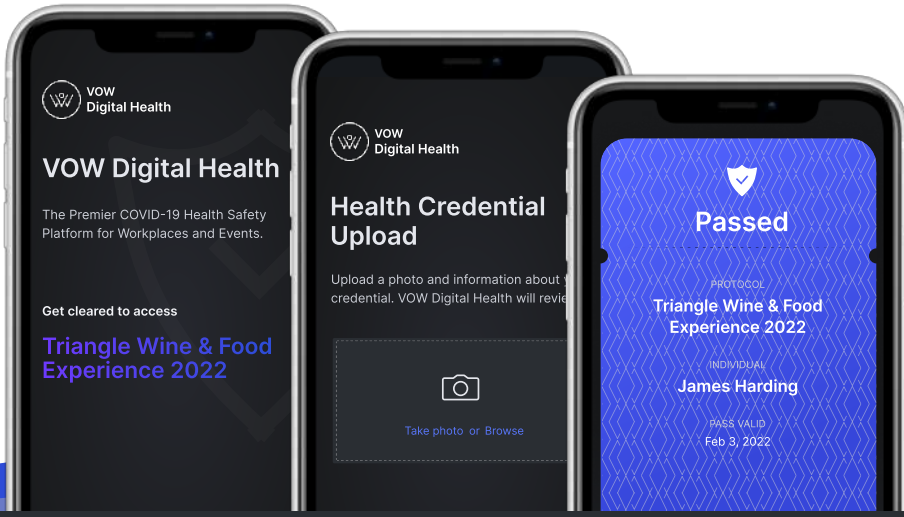 VOW
Digital Health
VOW Digital Health
The Premier COVID-19 Health Safety
Platform for Workplaces and Events.
Get cleared to access
Triangle Wine & Food
Experience 2022
VOW
Digital Health
Health Credential
Upload
Upload a photo and information about
credential. VOW Digital Health will
Take photo or Browse
Passed
PROTOCOL
Triangle Wine & Food
Experience 2022
INDIVIDUAL
James Harding
PASS VALID
Feb 3, 2022